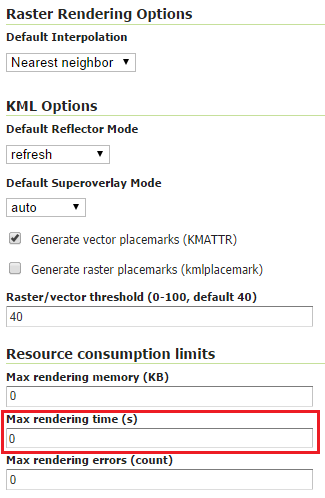 Raster Rendering Options
Default Interpolation
Nearest neighbor
KML Options
Default Reflector Mode
refresh
Default Superoverlay Mode
auto
Generate vector placemarks (KMATTR)
Generate raster placemarks (kmlplacemark)
Raster/vector threshold (0-100, default 40)
40
Resource consumption limits
Max rendering memory (KB)
0
Max rendering time (s)
0
Max rendering errors (count)
0